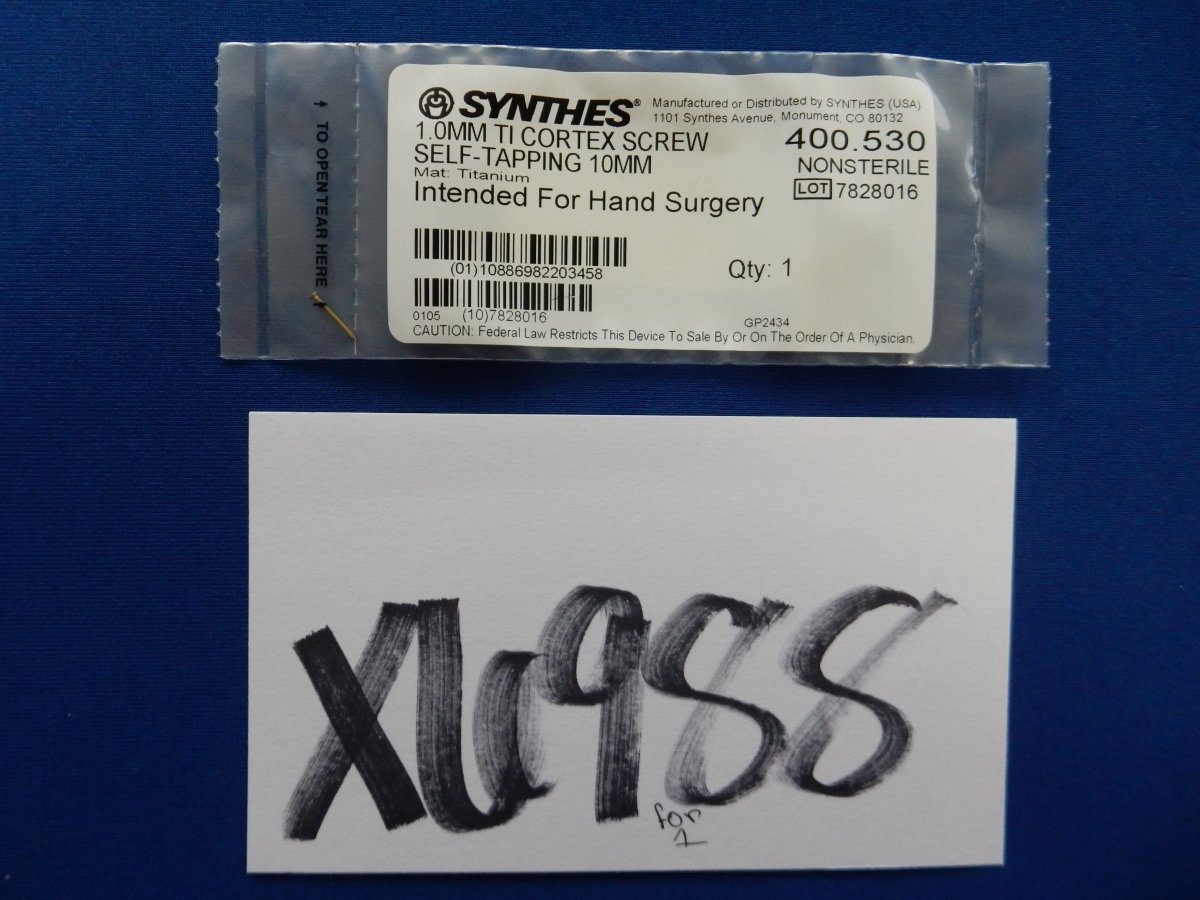 ↑ TO OPEN TEAR HERE ↑
SYNTHES® Manufactured or Distributed by SYNTHES (USA)
1101 Synthes Avenue, Monument, CO 80132
1.0MM TI CORTEX SCREW 400.530
SELF-TAPPING 10MM NONSTERILE
Mat: Titanium
LOT 7828016
Intended For Hand Surgery
(01)10886982203458
Qty: 1
0105 (10)7828016
GP2434
CAUTION: Federal Law Restricts This Device To Sale By Or On The Order Of A Physician.
X6988
for
1